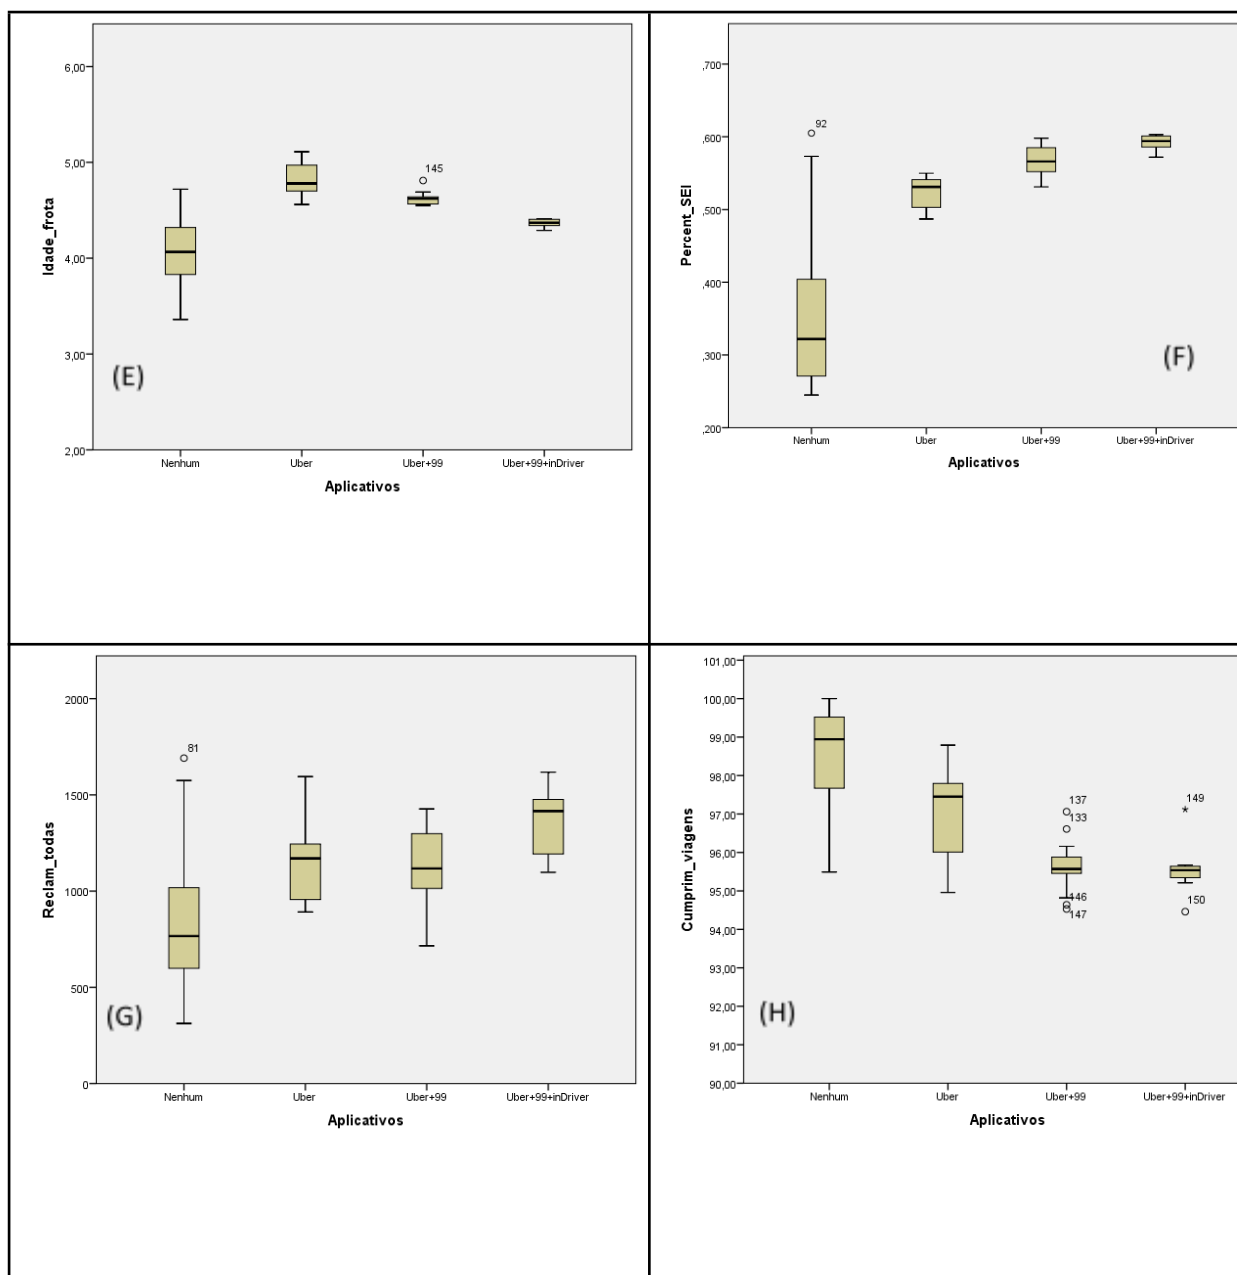 6,00
5,00
4,00
3,00
2,00
Idade_frota
145
(E)
Nenhum
Uber
Uber+99
Uber+99+inDriver
Aplicativos
,700
,600
,500
,400
,300
,200
Percent_SEI
92
(F)
Nenhum
Uber
Uber+99
Uber+99+inDriver
Aplicativos
2000
1500
1000
500
0
Reclam_todas
81
(G)
Nenhum
Uber
Uber+99
Uber+99+inDriver
Aplicativos
101,00
100,00
99,00
98,00
97,00
96,00
95,00
94,00
93,00
92,00
91,00
90,00
Cumprim_viagens
137
133
146
147
149
150
(H)
Nenhum
Uber
Uber+99
Uber+99+inDriver
Aplicativos